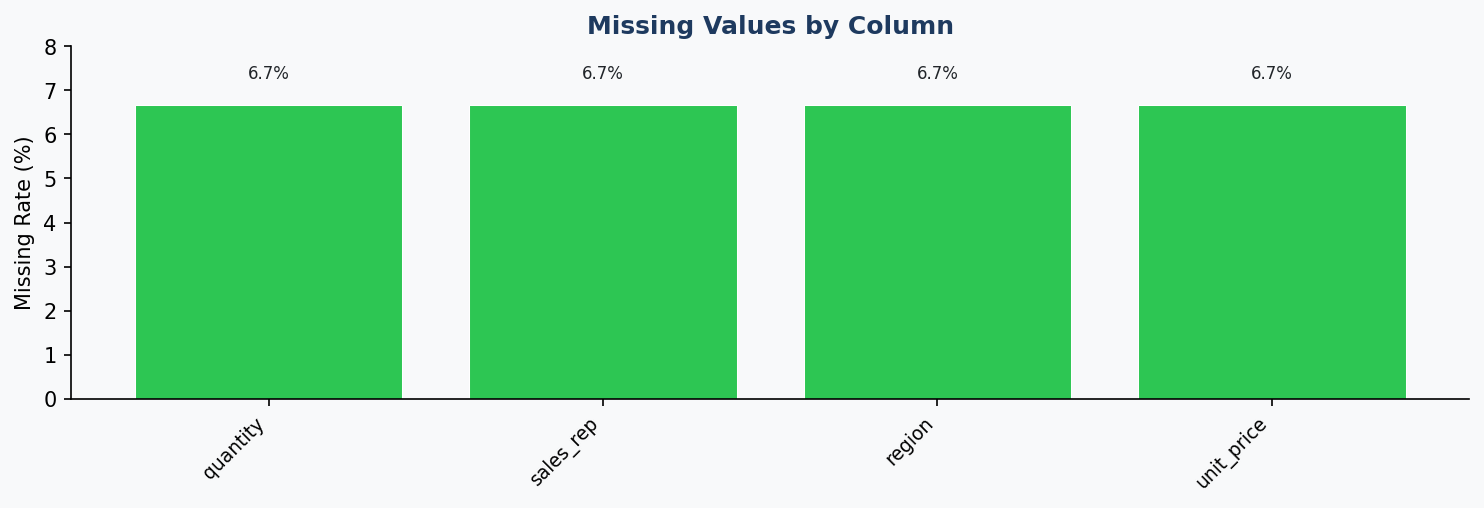 Missing Values by Column
Missing Rate (%)
8
7
6
5
4
3
2
1
0
6.7% 6.7% 6.7% 6.7%
quantity sales_rep region unit_price